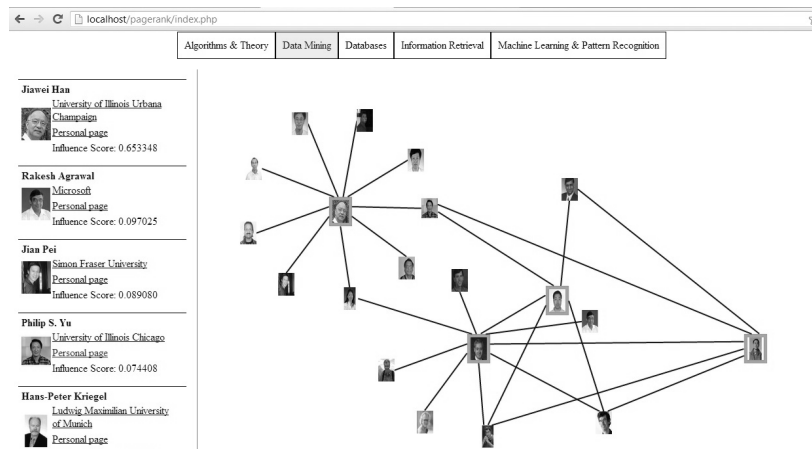 localhost/pagerank/index.php
Algorithms & Theory
Data Mining
Databases
Information Retrieval
Machine Learning & Pattern Recognition
Jiawei Han
University of Illinois Urbana
Champaign
Personal page
Influence Score: 0.653348
Rakesh Agrawal
Microsoft
Personal page
Influence Score: 0.097025
Jian Pei
Simon Fraser University
Personal page
Influence Score: 0.089080
Philip S. Yu
University of Illinois Chicago
Personal page
Influence Score: 0.074408
Hans-Peter Kriegel
Ludwig Maximilian University
of Munich
Personal page